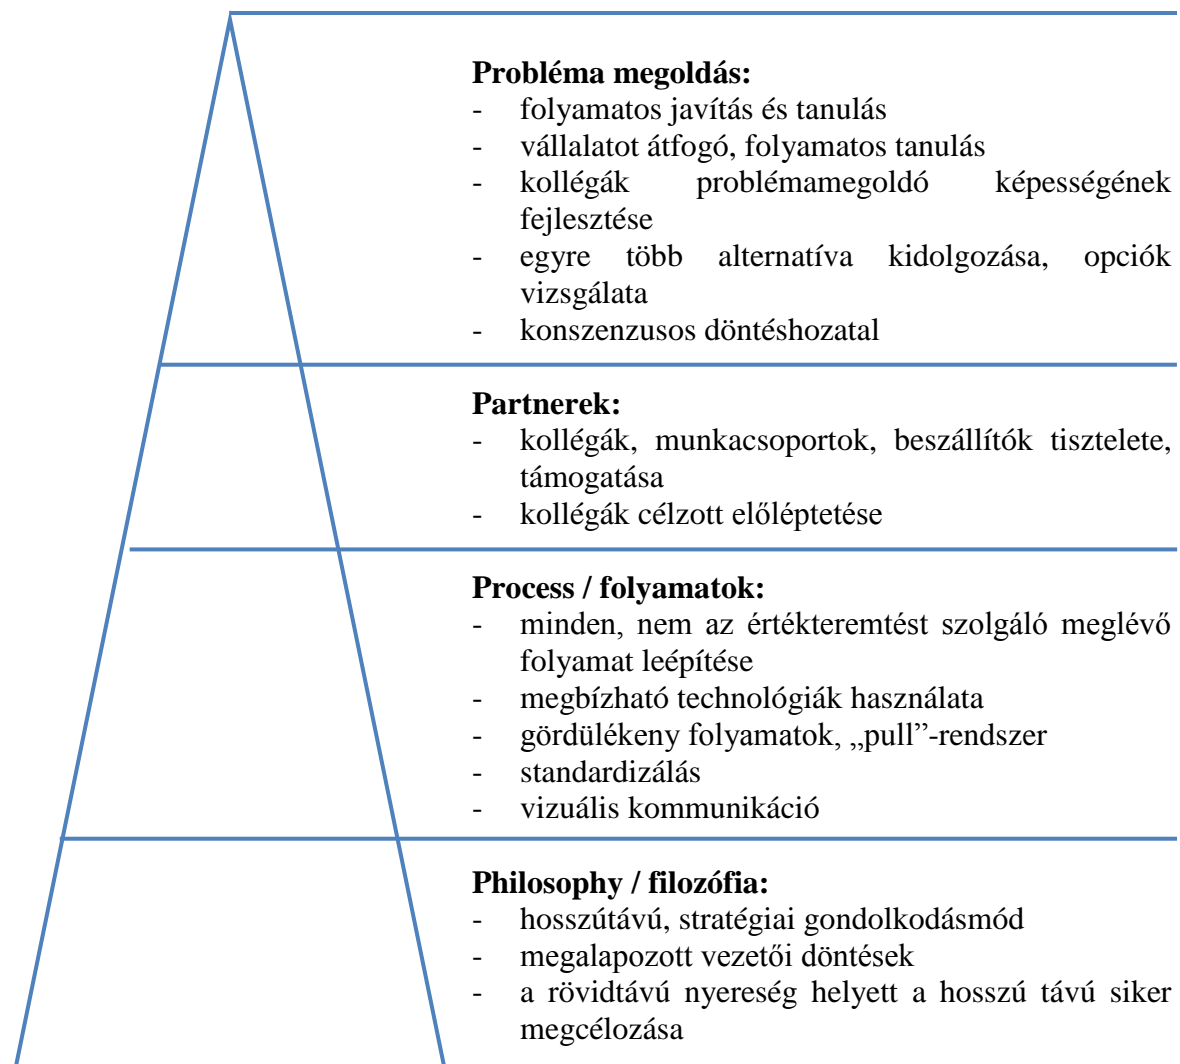 Probléma megoldás:
- folyamatos javítás és tanulás
- vállalatot átfogó, folyamatos tanulás
- kollégák problémamegoldó képességének
fejlesztése
- egyre több alternatíva kidolgozása, opciók
vizsgálata
- konszenzusos döntéshozatal
Partnerek:
- kollégák, munkacsoportok, beszállítók tisztelete,
támogatása
- kollégák célzott előléptetése
Process / folyamatok:
- minden, nem az értékteremtést szolgáló meglévő
folyamat leépítése
- megbízható technológiák használata
- gördülékeny folyamatok, „pull”-rendszer
- standardizálás
- vizuális kommunikáció
Philosophy / filozófia:
- hosszútávú, stratégiai gondolkodásmód
- megalapozott vezetői döntések
- a rövidtávú nyereség helyett a hosszú távú siker
megcélozása